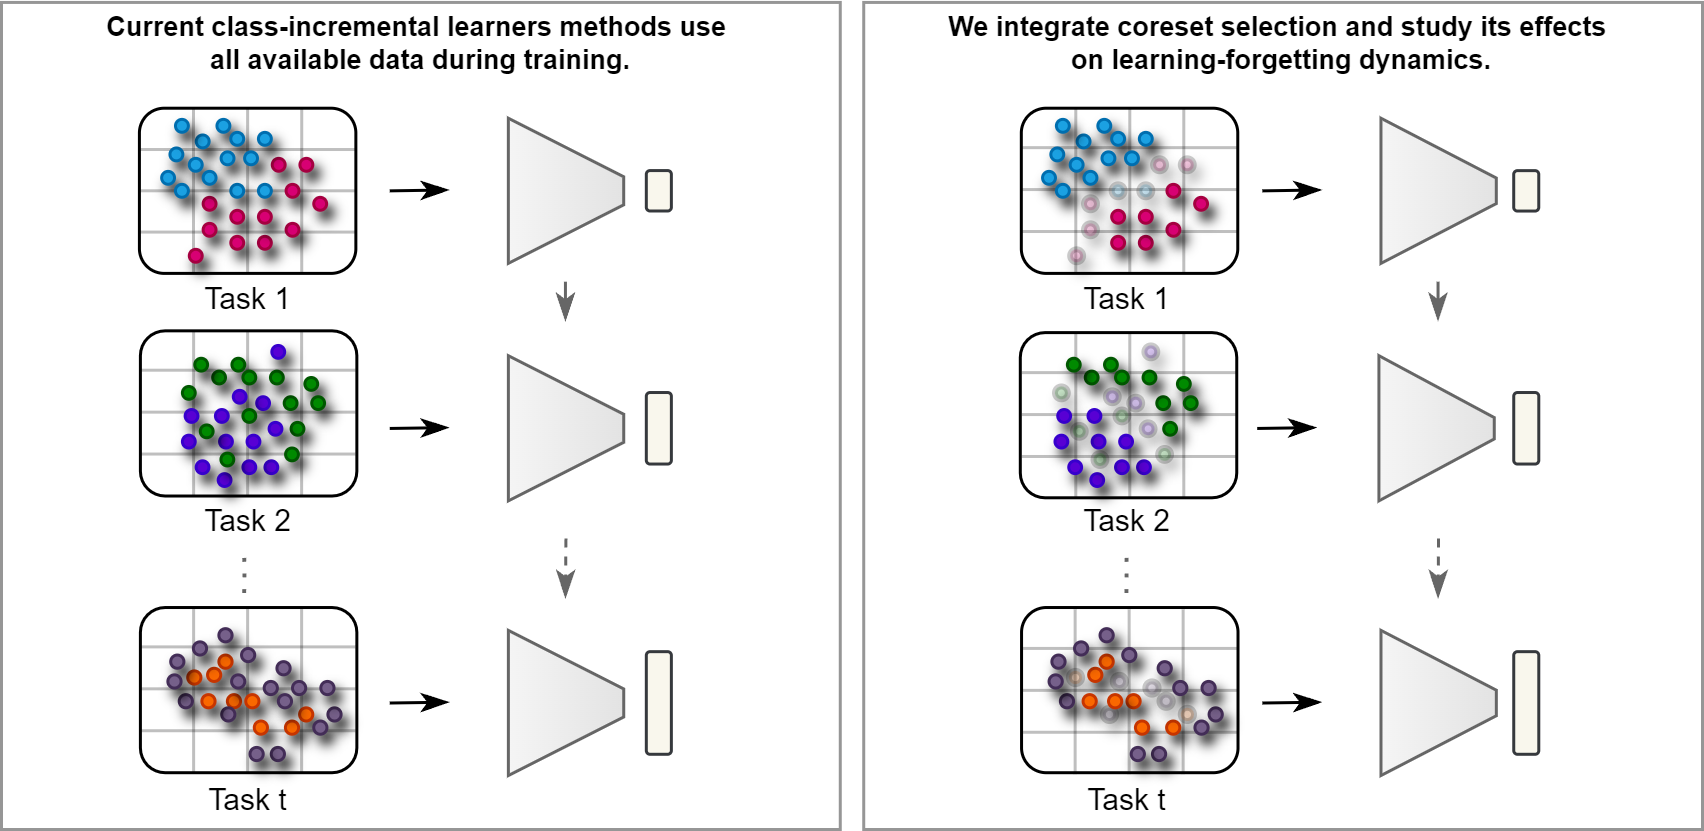 Current class-incremental learners methods use
all available data during training.
Task 1
Task 2
Task t
We integrate coreset selection and study its effects
on learning-forgetting dynamics.
Task 1
Task 2
Task t